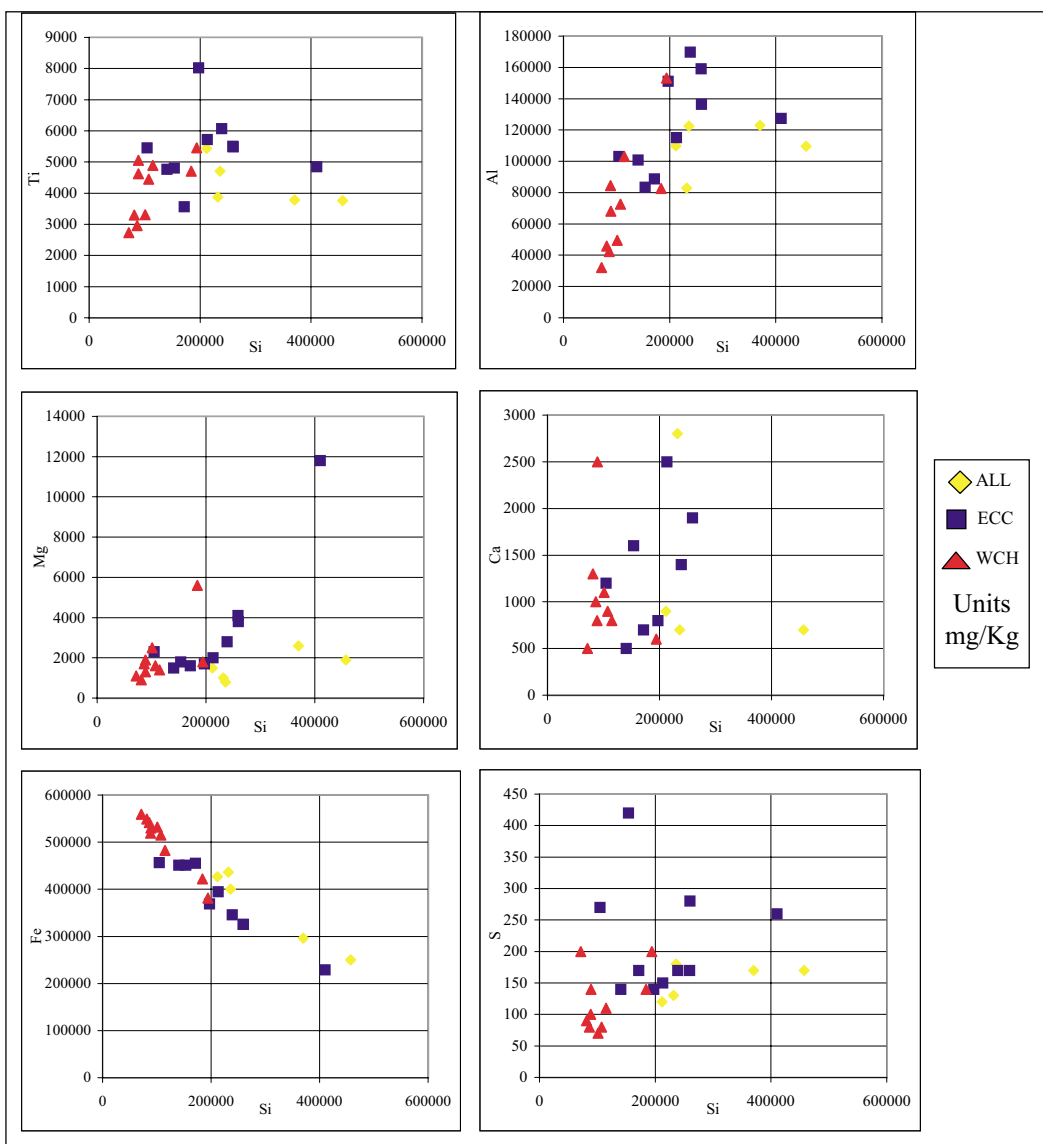 9000
8000
7000
6000
5000
4000
3000
2000
1000
0
Ti
0 200000 400000 600000
Si
180000
160000
140000
120000
100000
80000
60000
40000
20000
0
Al
0 200000 400000 600000
Si
14000
12000
10000
8000
6000
4000
2000
0
Mg
0 200000 400000 600000
Si
3000
2500
2000
1500
1000
500
0
Ca
0 200000 400000 600000
Si
ALL
ECC
WCH
Units
mg/Kg
600000
500000
400000
300000
200000
100000
0
Fe
0 200000 400000 600000
Si
450
400
350
300
250
200
150
100
50
0
S
0 200000 400000 600000
Si